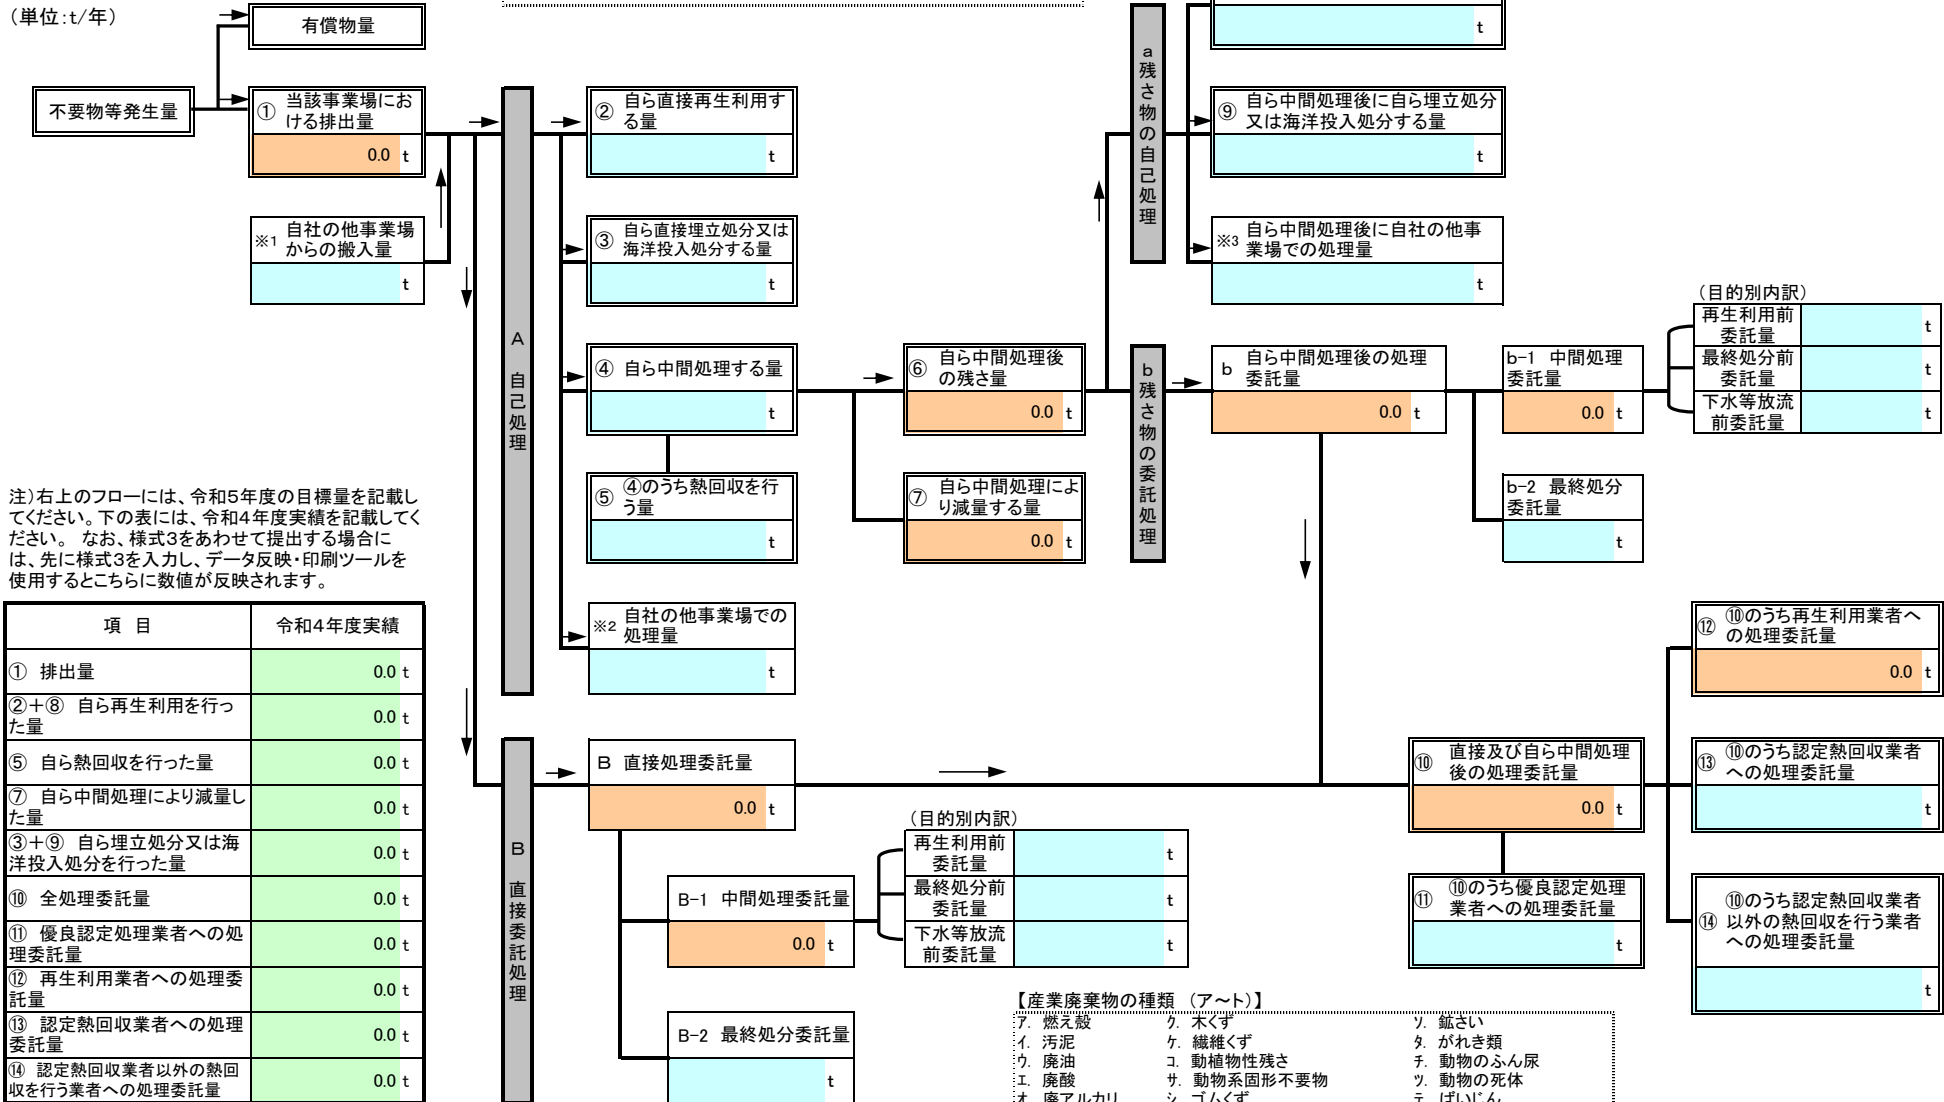 （単位：t/年）
有償物量
不要物等発生量
① 当該事業場にお
ける排出量
0.0 t
※1 自社の他事業場
からの搬入量
t
A 自己処理
② 自ら直接再生利用す
る量
t
③ 自ら直接埋立処分又は
海洋投入処分する量
t
④ 自ら中間処理する量
t
⑤ ④のうち熱回収を行
う量
t
※2 自社の他事業場での
処理量
t
⑥ 自ら中間処理後
の残さ量
0.0 t
⑦ 自ら中間処理によ
り減量する量
0.0 t
a 残さ物の自己処理
t
⑨ 自ら中間処理後に自ら埋立処分
又は海洋投入処分する量
t
※3 自ら中間処理後に自社の他事
業場での処理量
t
b 残さ物の委託処理
b 自ら中間処理後の処理
委託量
0.0 t
b-1 中間処理
委託量
0.0 t
（目的別内訳）
再生利用前
委託量
t
最終処分前
委託量
t
下水等放流
前委託量
t
b-2 最終処分
委託量
t
注）右上のフローには、令和５年度の目標量を記載し
てください。下の表には、令和４年度実績を記載してく
ださい。 なお、様式３をあわせて提出する場合に
は、先に様式３を入力し、データ反映・印刷ツールを
使用するとこちらに数値が反映されます。
項 目 令和４年度実績
① 排出量 0.0 t
②＋⑧ 自ら再生利用を行っ
た量 0.0 t
⑤ 自ら熱回収を行った量 0.0 t
⑦ 自ら中間処理により減量し
た量 0.0 t
③＋⑨ 自ら埋立処分又は海
洋投入処分を行った量 0.0 t
⑩ 全処理委託量 0.0 t
⑪ 優良認定処理業者への処
理委託量 0.0 t
⑫ 再生利用業者への処理委
託量 0.0 t
⑬ 認定熱回収業者への処理
委託量 0.0 t
⑭ 認定熱回収業者以外の熱回
収を行う業者への処理委託量 0.0 t
B 直接委託処理
B 直接処理委託量
0.0 t
B-1 中間処理委託量
0.0 t
（目的別内訳）
再生利用前
委託量
t
最終処分前
委託量
t
下水等放流
前委託量
t
B-2 最終処分委託量
t
⑩ 直接及び自ら中間処理
後の処理委託量
0.0 t
⑪ ⑩のうち優良認定処理
業者への処理委託量
t
⑫ ⑩のうち再生利用業者へ
の処理委託量
0.0 t
⑬ ⑩のうち認定熱回収業者
への処理委託量
t
⑭ ⑩のうち認定熱回収業者
以外の熱回収を行う業者
への処理委託量
t
【産業廃棄物の種類 （ア～ト）】
ア. 燃え殻 ク. 木くず ソ. 鉱さい
イ. 汚泥 ケ. 繊維くず タ. がれき類
ウ. 廃油 コ. 動植物性残さ チ. 動物のふん尿
エ. 廃酸 サ. 動物系固形不要物 ツ. 動物の死体
オ. 廃アルカリ シ. ゴムくず テ. ばいじん